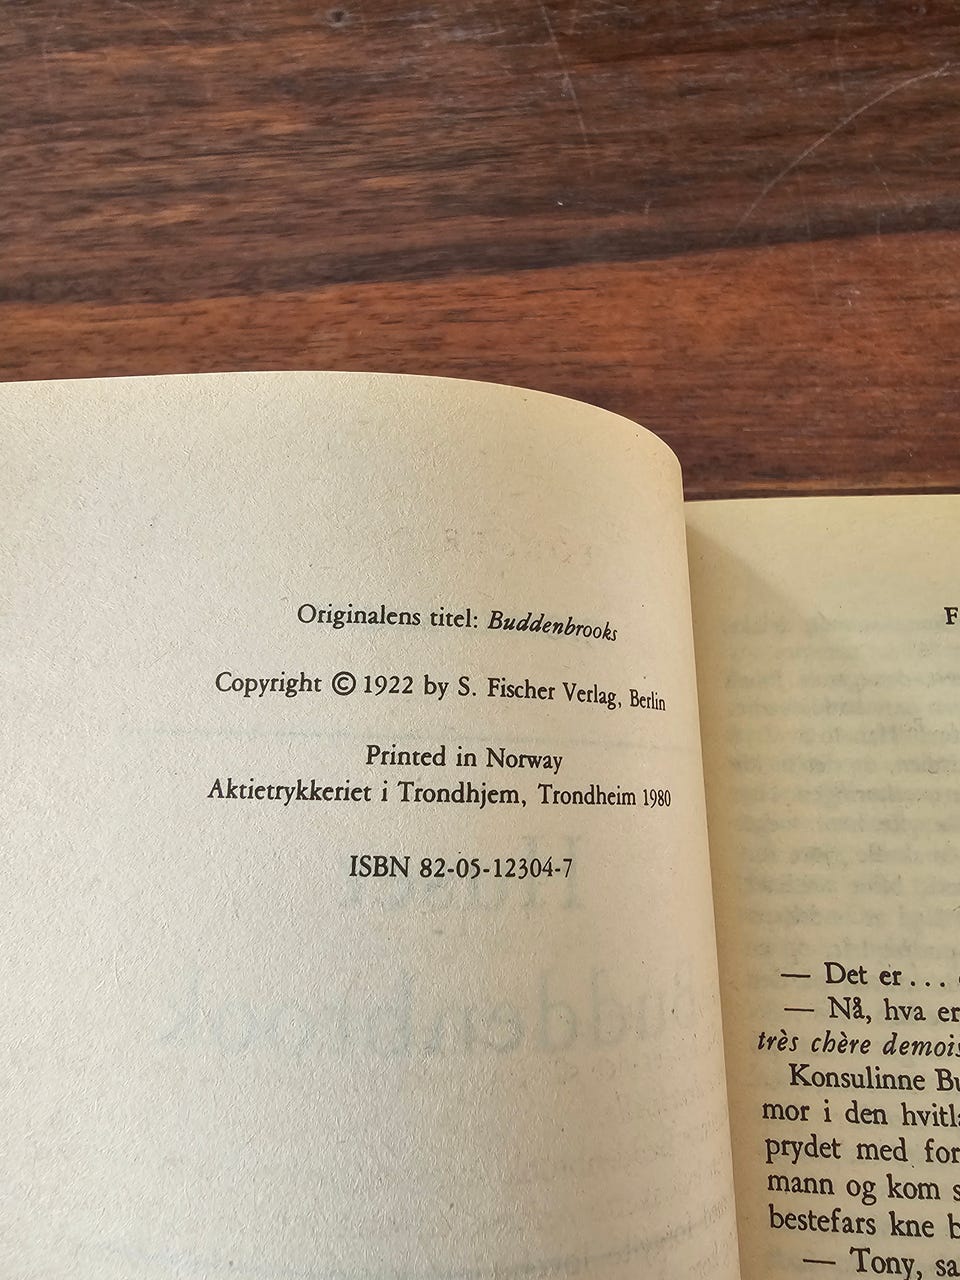 Originalens titel: Buddenbrooks
Copyright © 1922 by S. Fischer Verlag, Berlin
Printed in Norway
Aktietrykkeriet i Trondhjem, Trondheim 1980
ISBN 82-05-12304-7
F
— Det er...
— Nå, hva er
très chère demois
Konsulinne Bu
mor i den hvitla
prydet med for
mann og kom s
bestefars kne b
— Tony, sa